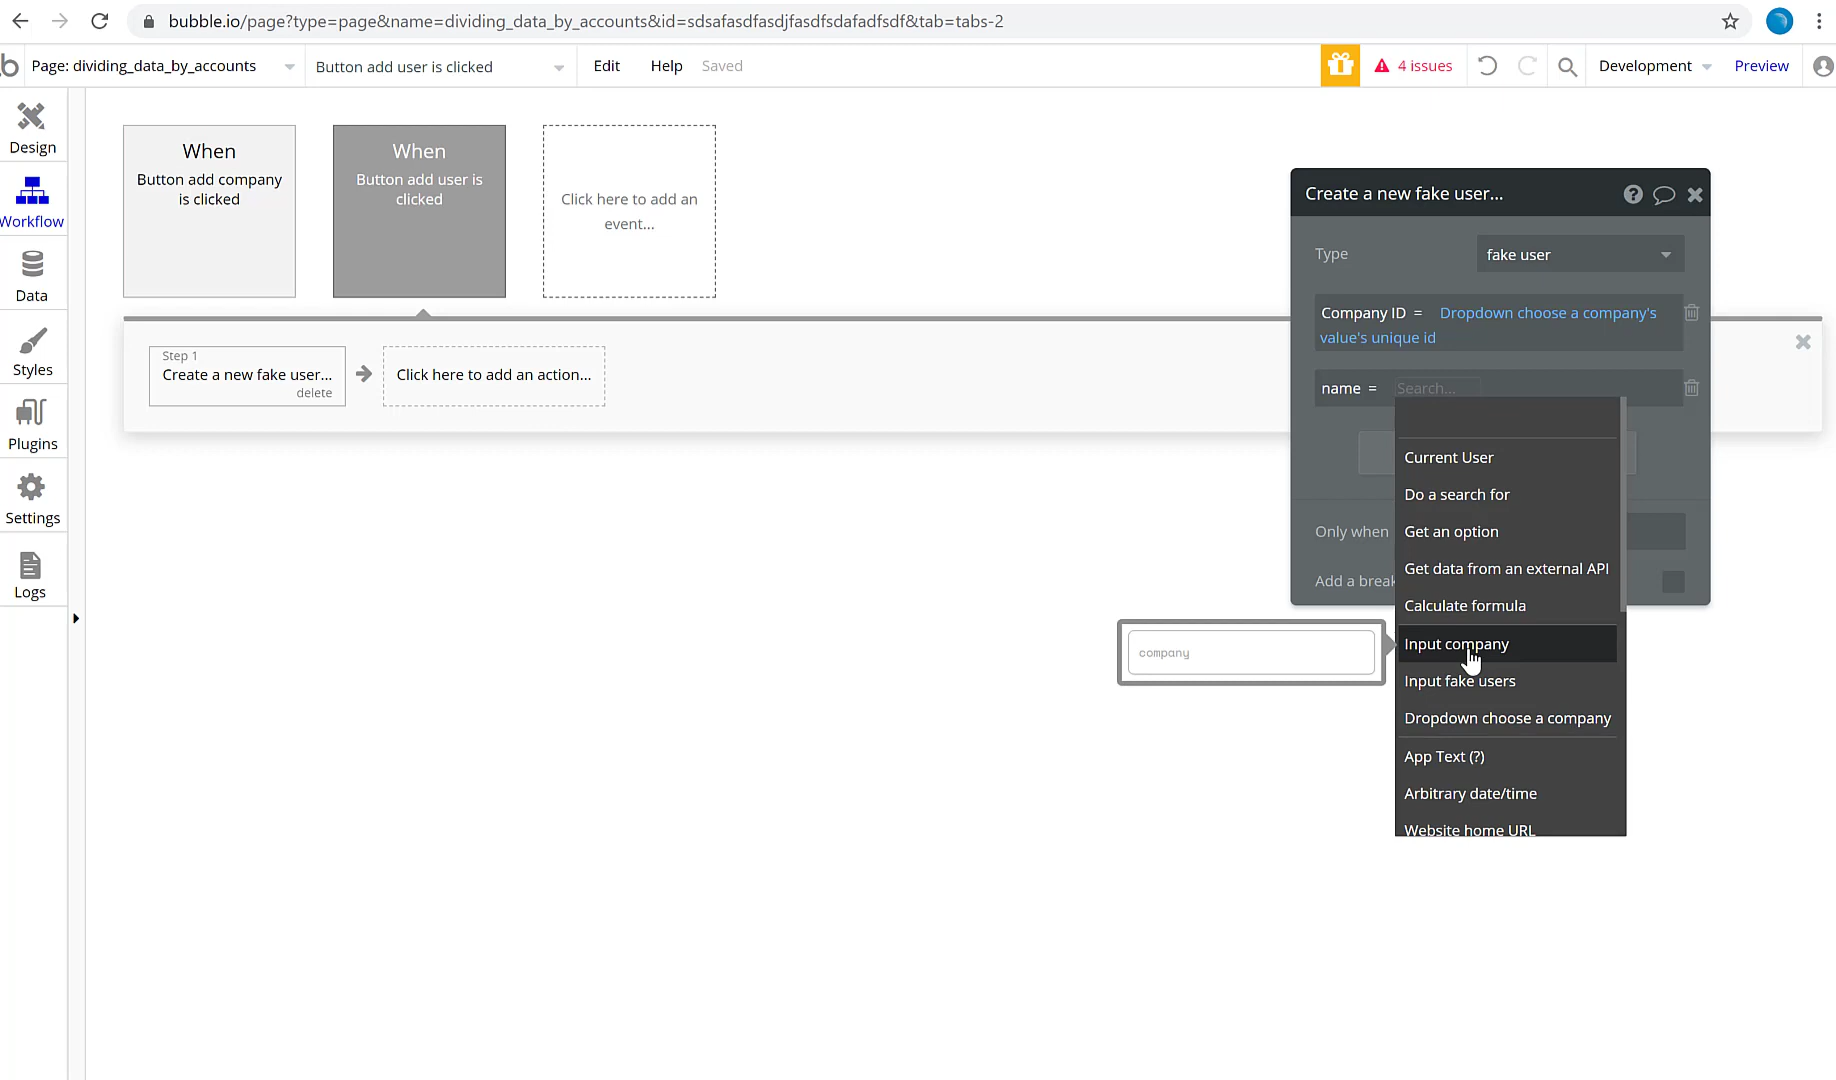 bubble.io/page?type=page&name=dividing_data_by_accounts&id=sdsafasdfasdjfasdfsdafadfsdf&tab=tabs-2
b
Page: dividing_data_by_accounts
Button add user is clicked
Edit
Help
Saved
4 issues
Development
Preview
Design
Workflow
Data
Styles
Plugins
Settings
Logs
When
Button add company
is clicked
When
Button add user is
clicked
Click here to add an
event...
Step 1
Create a new fake user...
delete
Click here to add an action...
Create a new fake user...
?
Type
fake user
Company ID = Dropdown choose a company's
value's unique id
name = Search...
Only when
Add a break
Current User
Do a search for
Get an option
Get data from an external API
Calculate formula
Input company
Input fake users
Dropdown choose a company
App Text (?)
Arbitrary date/time
Website home URL
company